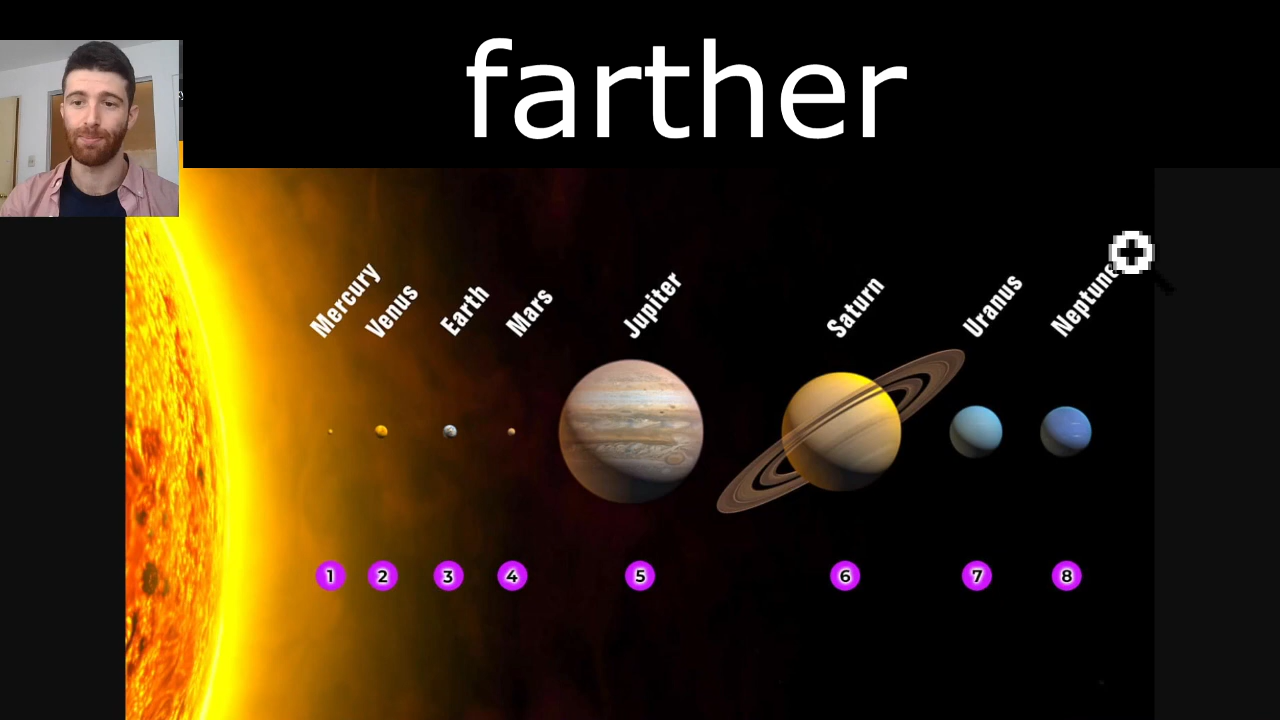 farther
Mercury
Venus
Earth
Mars
Jupiter
Saturn
Uranus
Neptune
1
2
3
4
5
6
7
8